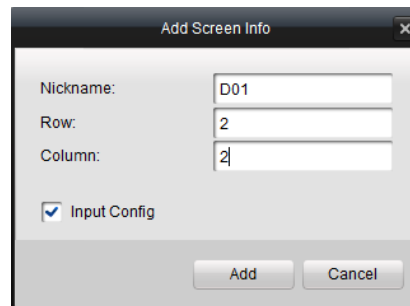 Add Screen Info
Nickname: D01
Row: 2
Column: 2
Input Config
Add Cancel